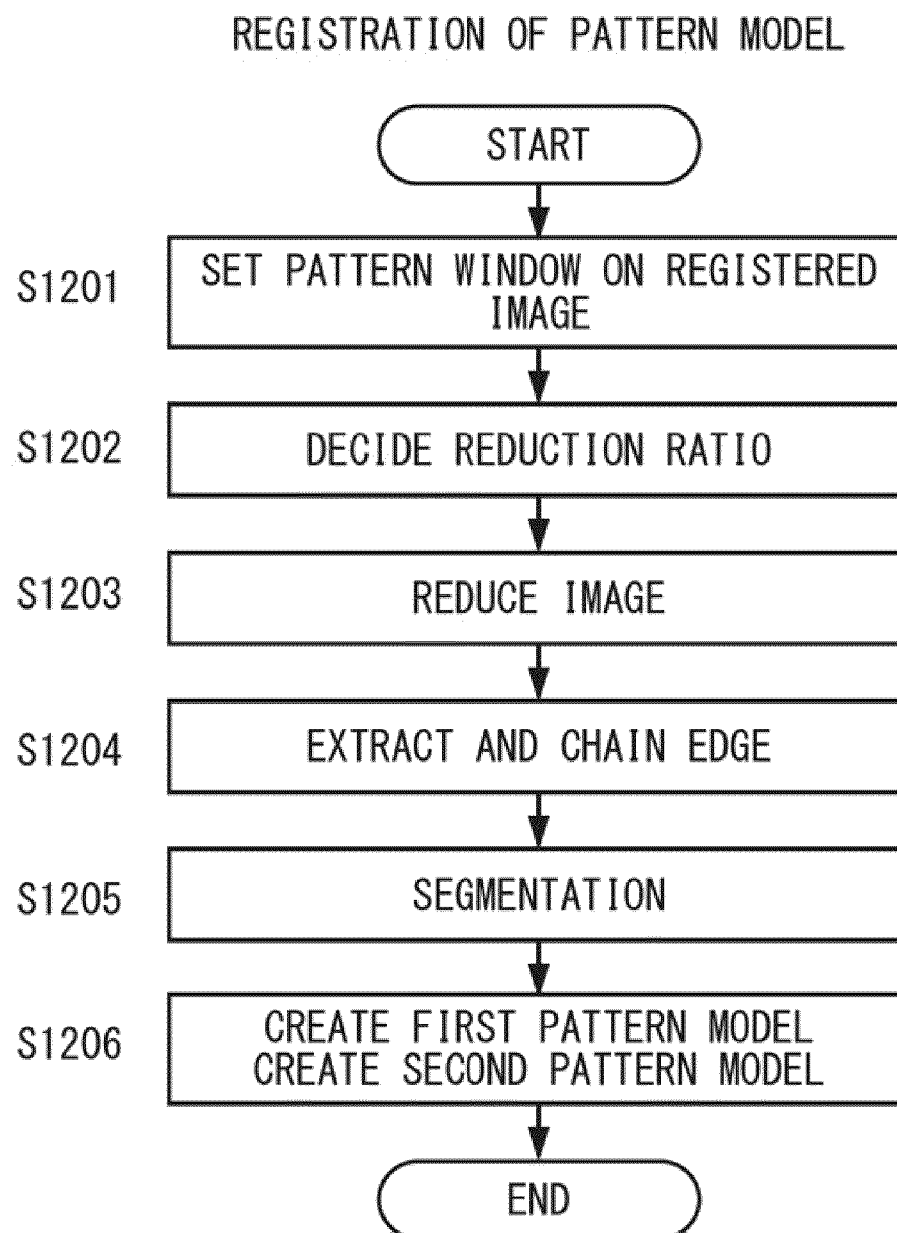 REGISTRATION OF PATTERN MODEL
START
S1201
SET PATTERN WINDOW ON REGISTERED
IMAGE
S1202
DECIDE REDUCTION RATIO
S1203
REDUCE IMAGE
S1204
EXTRACT AND CHAIN EDGE
S1205
SEGMENTATION
S1206
CREATE FIRST PATTERN MODEL
CREATE SECOND PATTERN MODEL
END